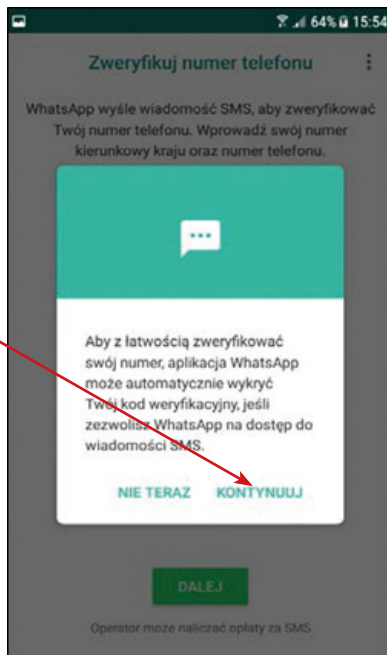 64% 15:54
Zweryfikuj numer telefonu
WhatsApp wyśle wiadomość SMS, aby zweryfikować
Twój numer telefonu. Wprowadź swój numer
kierunkowy kraju oraz numer telefonu.
Aby z łatwością zweryfikować
swój numer, aplikacja WhatsApp
może automatycznie wykryć
Twój kod weryfikacyjny, jeśli
zezwolisz WhatsApp na dostęp do
wiadomości SMS.
NIE TERAZ KONTYNUUJ
DALEJ
Operator może naliczać opłaty za SMS